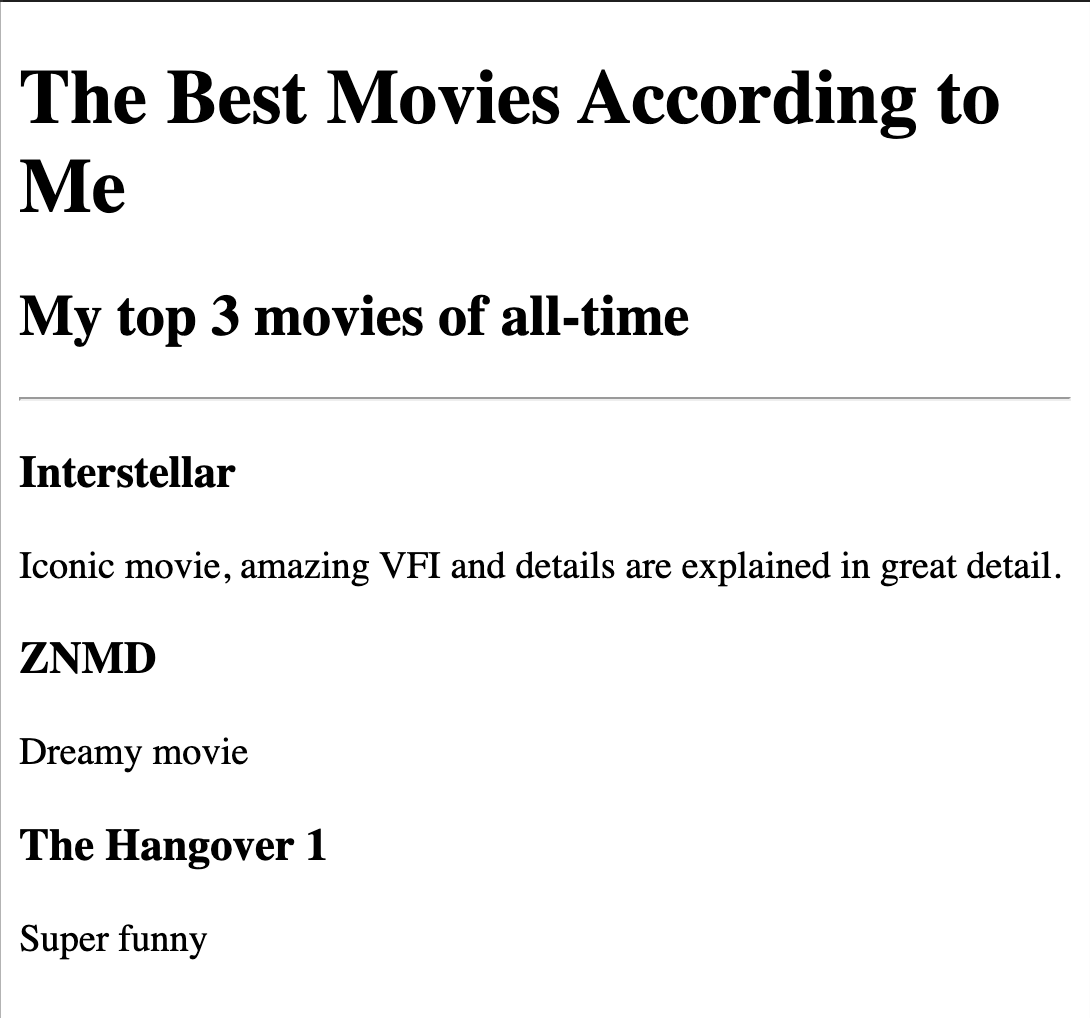 The Best Movies According to
Me
My top 3 movies of all-time
Interstellar
Iconic movie, amazing VFI and details are explained in great detail.
ZNMD
Dreamy movie
The Hangover 1
Super funny